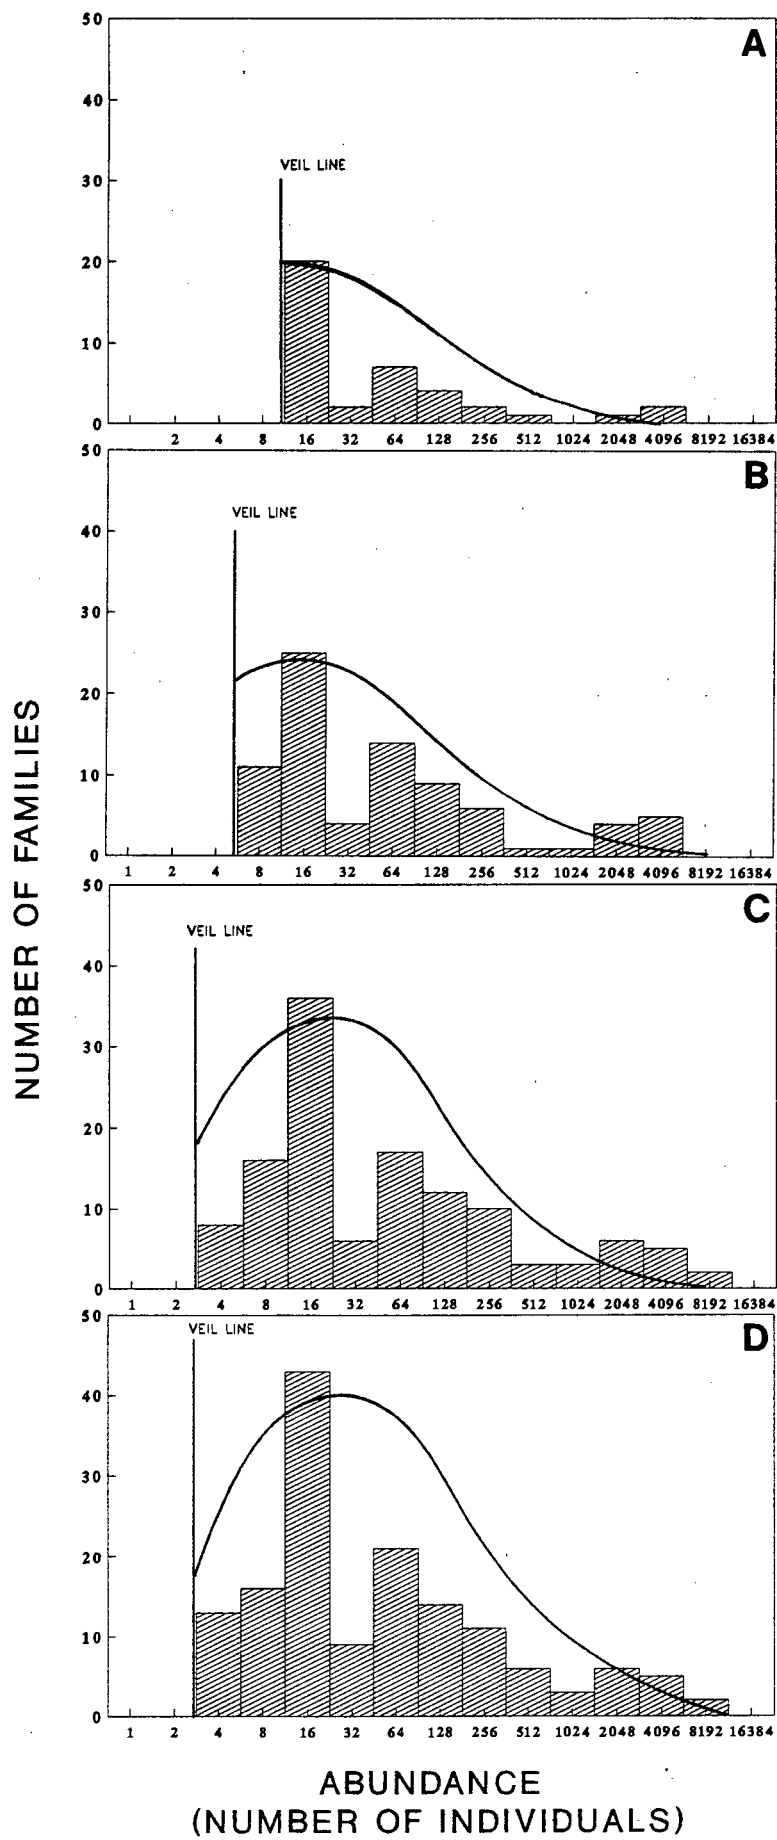 NUMBER OF FAMILIES
A
50
40
VEIL LINE
30
20
10
0
2 4 8 16 32 64 128 256 512 1024 2048 4096 8192 16384
B
50
VEIL LINE
40
30
20
10
0
1 2 4 8 16 32 64 128 256 512 1024 2048 4096 8192 16384
C
50
VEIL LINE
40
30
20
10
0
1 2 4 8 16 32 64 128 256 512 1024 2048 4096 8192 16384
D
50
VEIL LINE
40
30
20
10
0
1 2 4 8 16 32 64 128 256 512 1024 2048 4096 8192 16384
ABUNDANCE
(NUMBER OF INDIVIDUALS)